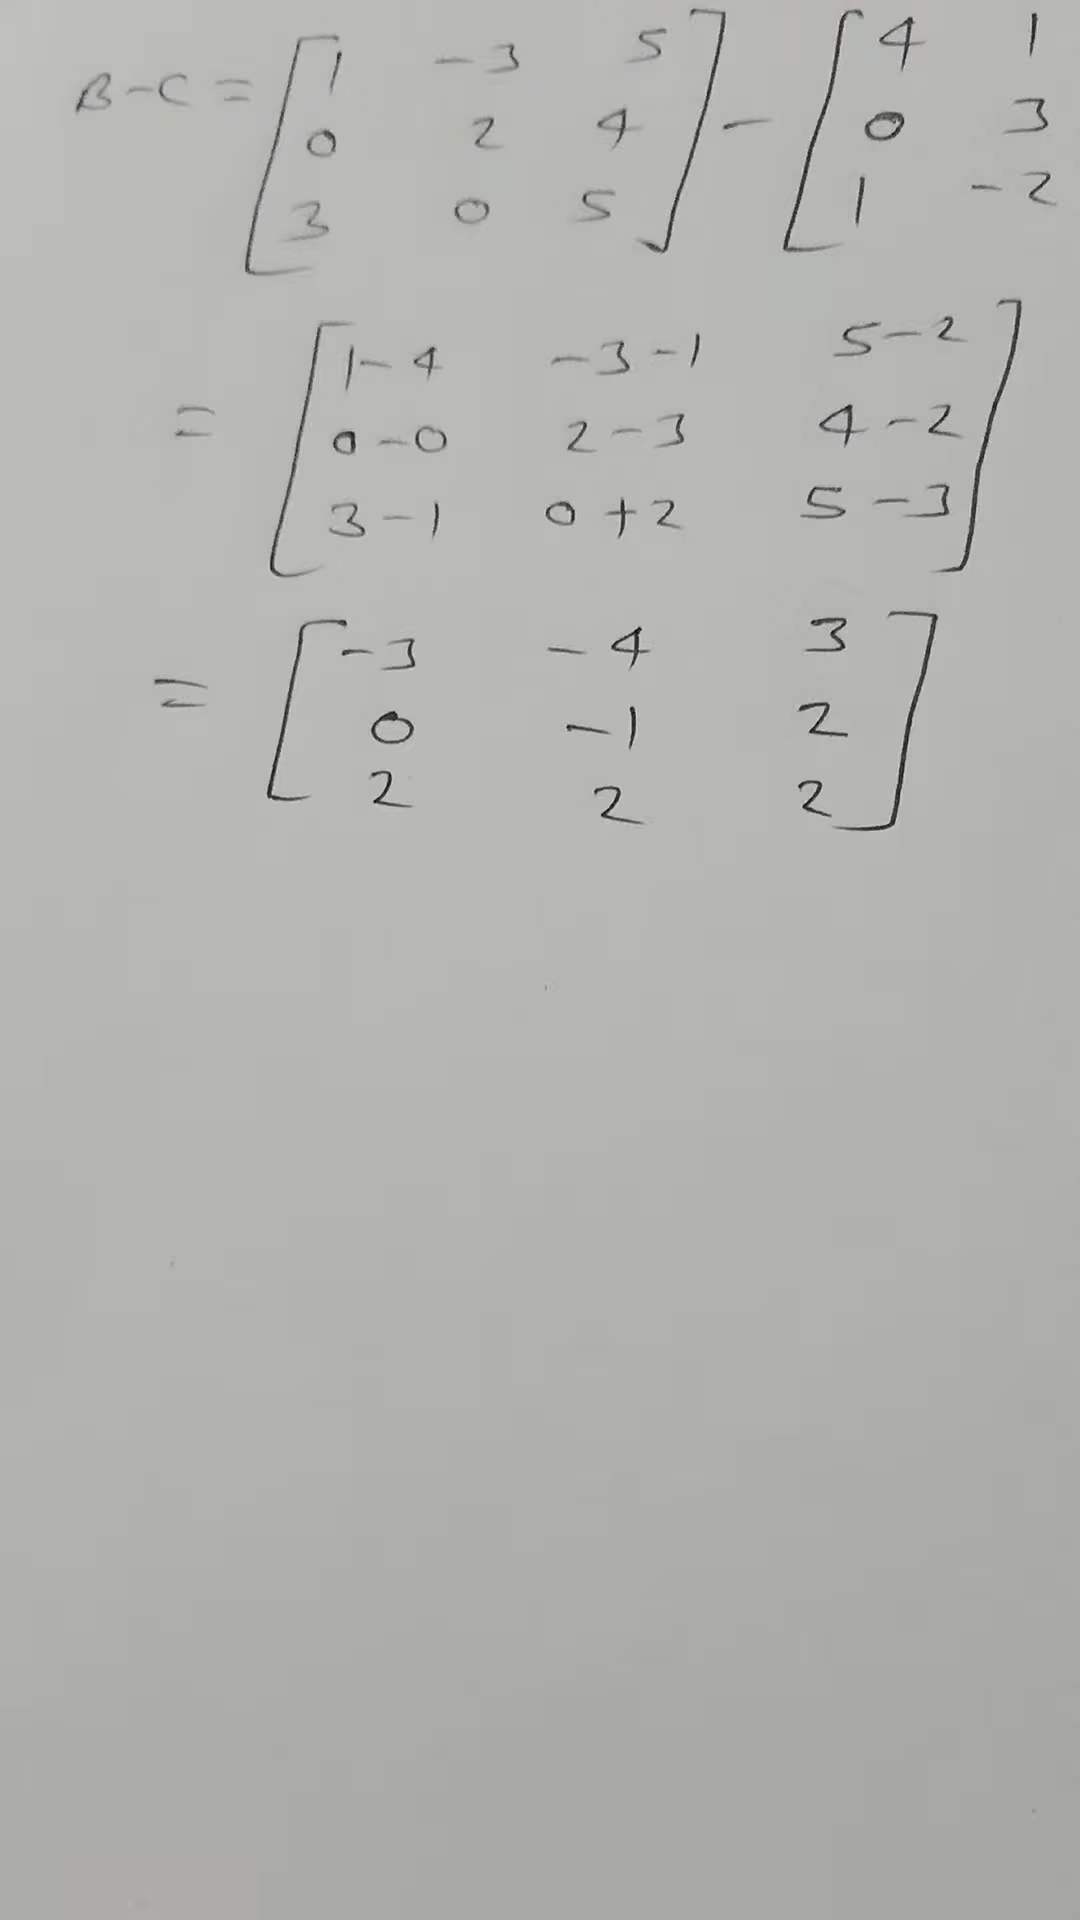 B-C = [ 1 -3 5 ] - [ 4 1
0 2 4 0 3
3 0 5 1 -2
= [ 1-4 -3-1 5-2 ]
0-0 2-3 4-2
3-1 0+2 5-3
= [ -3 -4 3 ]
0 -1 2
2 2 2